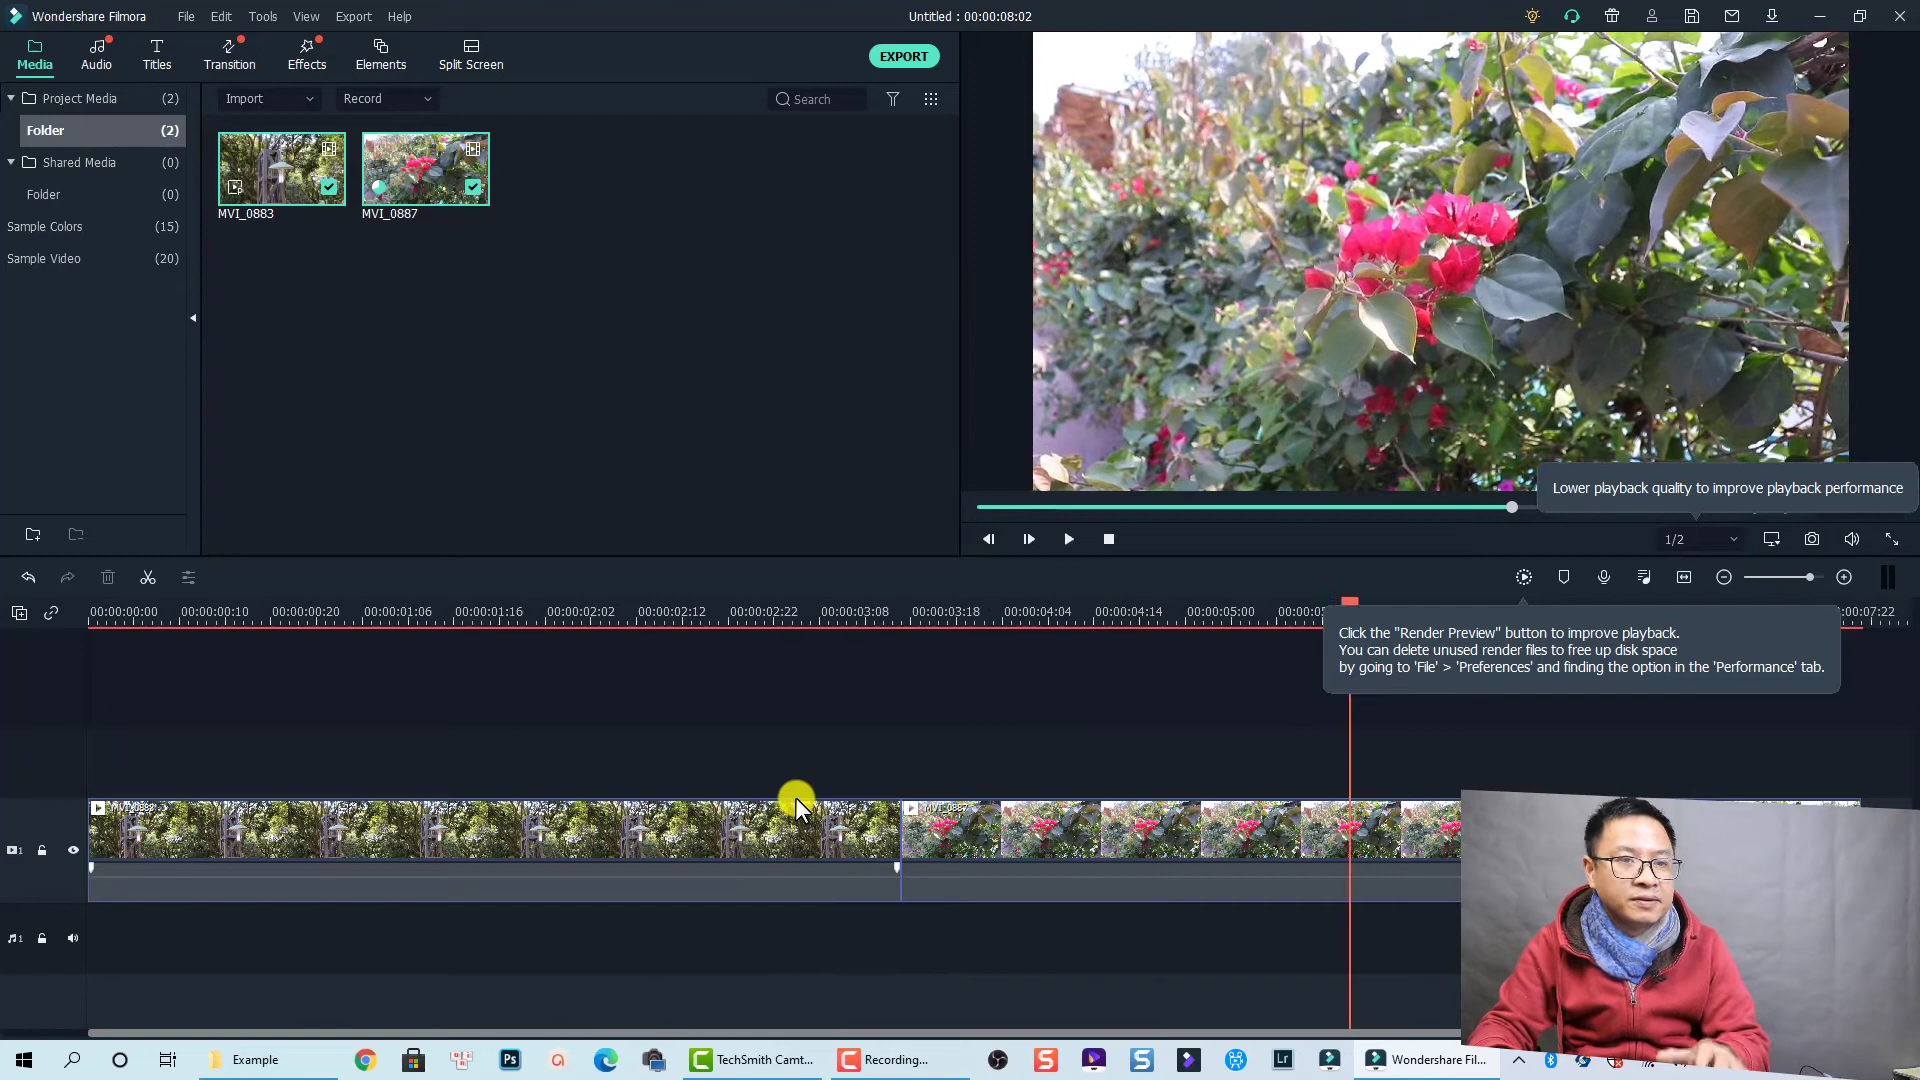 Wondershare Filmora
File
Edit
Tools
View
Export
Help
Untitled : 00:00:08:02
Media
Audio
Titles
Transition
Effects
Elements
Split Screen
EXPORT
Project Media (2)
Folder (2)
Shared Media (0)
Folder (0)
Sample Colors (15)
Sample Video (20)
Import
Record
Search
MVI_0883
MVI_0887
Lower playback quality to improve playback performance
1/2
00:00:00:00
00:00:00:10
00:00:00:20
00:00:01:06
00:00:01:16
00:00:02:02
00:00:02:12
00:00:02:22
00:00:03:08
00:00:03:18
00:00:04:04
00:00:04:14
00:00:05:00
Click the "Render Preview" button to improve playback.
You can delete unused render files to free up disk space
by going to 'File' > 'Preferences' and finding the option in the 'Performance' tab.
MVI_0883
MVI_0887
1
1
Example
Ps
TechSmith Camt...
Recording...
Lrc
Wondershare Fil...